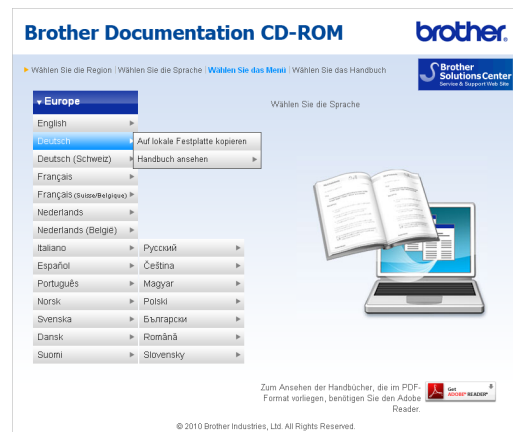 Brother Documentation CD-ROM
brother.
Wählen Sie die Region | Wählen Sie die Sprache | Wählen Sie das Menü | Wählen Sie das Handbuch
Brother
Solutions Center
Service & Support Web Site
Europe
Wählen Sie die Sprache
English
Deutsch
Auf lokale Festplatte kopieren
Deutsch (Schweiz)
Handbuch ansehen
Français
Français (Suisse/Belgique)
Nederlands
Nederlands (België)
Italiano
Русский
Español
Čeština
Português
Magyar
Norsk
Polski
Svenska
Български
Dansk
Română
Suomi
Slovensky
Zum Ansehen der Handbücher, die im PDF-
Format vorliegen, benötigen Sie den Adobe
Reader.
Get
ADOBE® READER®
© 2010 Brother Industries, Ltd. All Rights Reserved.